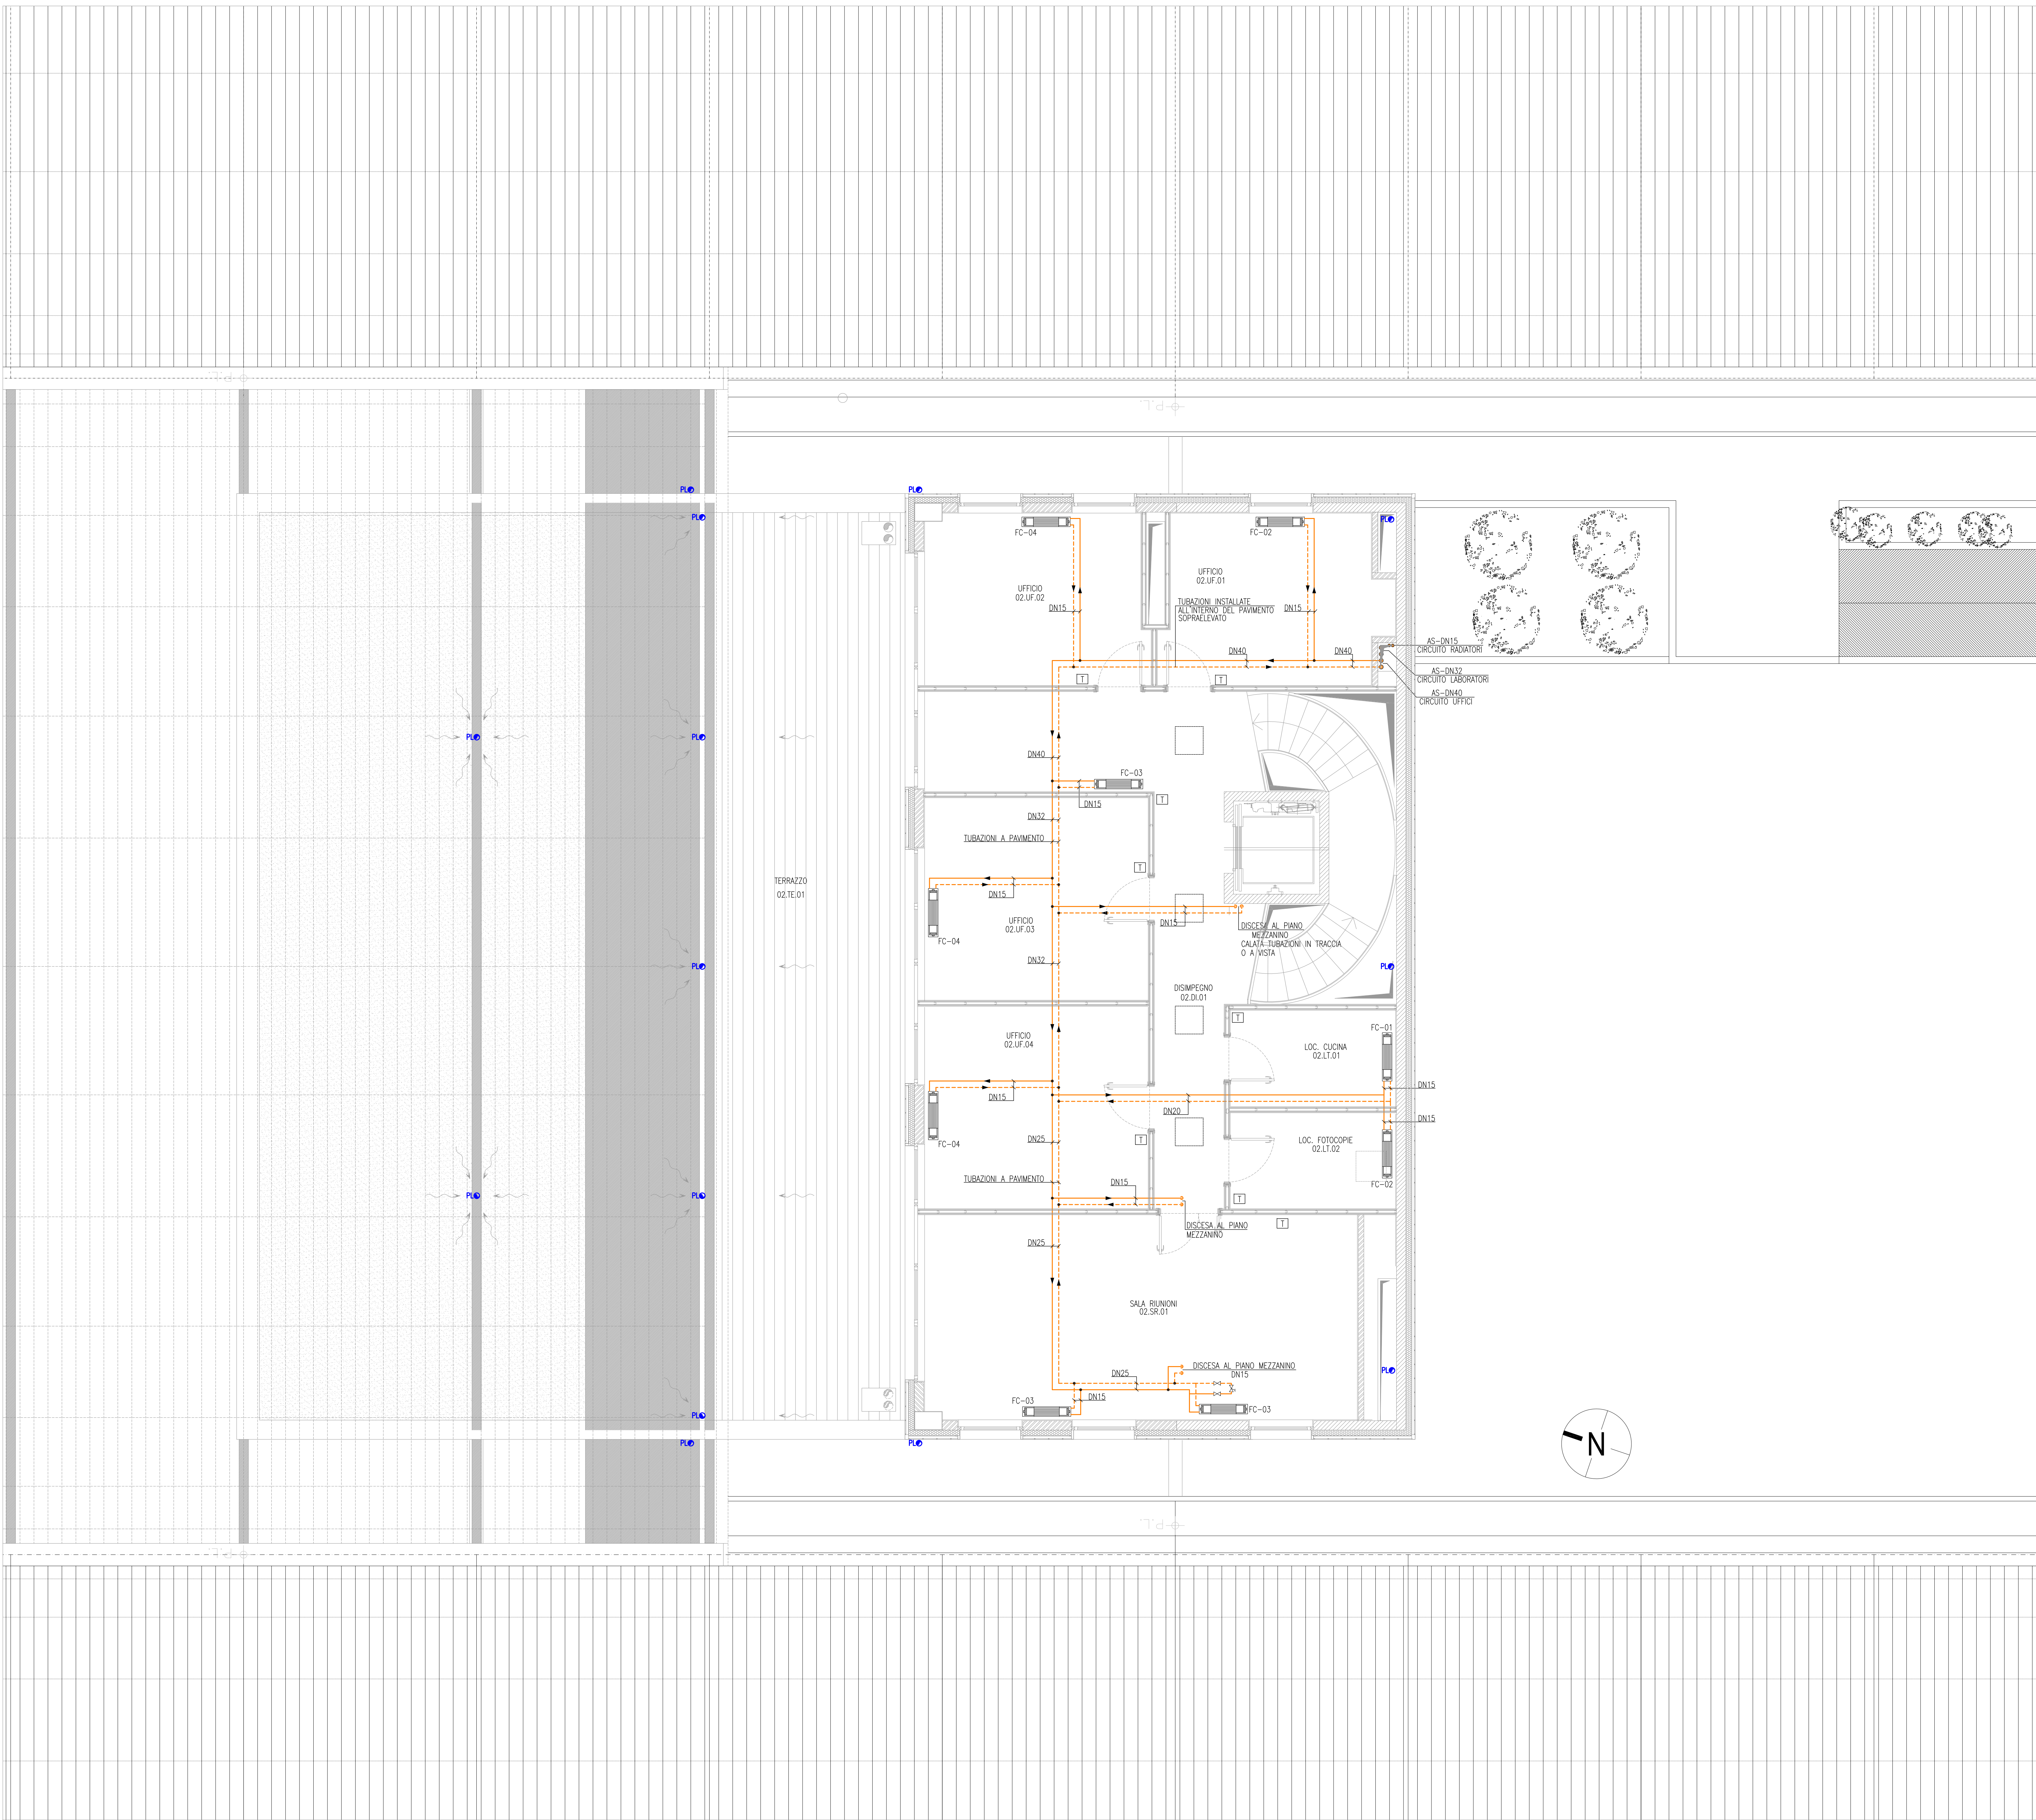 P.L.
P.L.
PL
PL
PL
PL
FC-04
FC-02
UFFICIO
02.UF.01
UFFICIO
02.UF.02
TUBAZIONI INSTALLATE
ALL'INTERNO DEL PAVIMENTO
SOPRAELEVATO
DN15
DN15
AS-DN15
CIRCUITO RADIATORI
DN40
DN40
AS-DN32
CIRCUITO LABORATORI
T
T
AS-DN40
CIRCUITO UFFICI
PL
PL
DN40
FC-03
T
DN15
DN32
TUBAZIONI A PAVIMENTO
T
TERRAZZO
02.TE.01
DN15
UFFICIO
02.UF.03
DN15
DISCESA AL PIANO
MEZZANINO
CALATA TUBAZIONI IN TRACCIA
O A VISTA
FC-04
DN32
PL
PL
DISIMPEGNO
02.DI.01
T
FC-01
UFFICIO
02.UF.04
LOC. CUCINA
02.LT.01
DN15
DN15
DN20
DN15
DN25
FC-04
T
LOC. FOTOCOPIE
02.LT.02
TUBAZIONI A PAVIMENTO
DN15
FC-02
PL
PL
T
T
DISCESA AL PIANO
MEZZANINO
DN25
SALA RIUNIONI
02.SR.01
DISCESA AL PIANO MEZZANINO
DN25
DN15
PL
FC-03
DN15
FC-03
PL
PL
PL
N
P.L.
P.L.